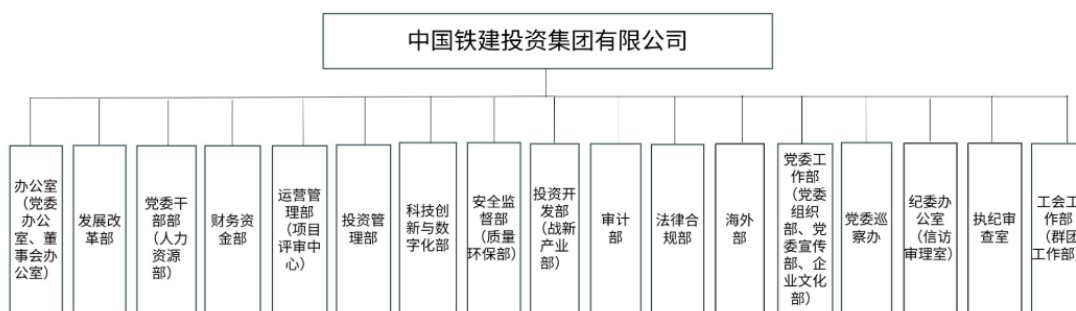 中国铁建投资集团有限公司
办公室
（党委
办公
室、董
事会办
公室）
发展改
革部
党委干
部部
（人力
资源
部）
财务资
金部
运营管
理部
（项目
评审中
心）
投资管
理部
科技创
新与数
字化部
安全监
督部
（质量
环保部）
投资开
发部
（战新
产业
部）
审计
部
法律合
规部
海外
部
党委工
作部
（党委
组织
部、党
委宣传
部、企
业文化
部）
党委巡
察办
纪委办
公室
（信访
审理室）
执纪审
查室
工会工
作部
（群团
工作部）